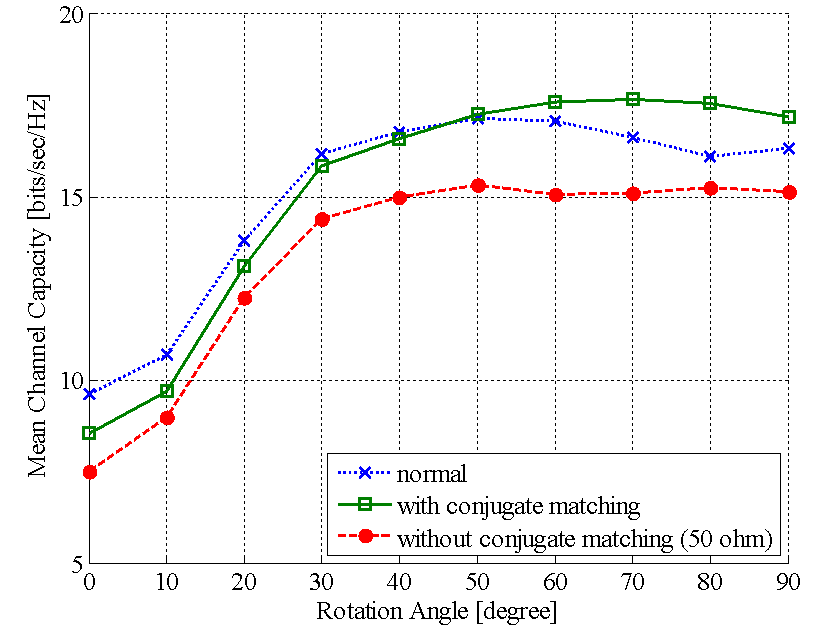 20
15
10
5
Mean Channel Capacity [bits/sec/Hz]
normal
with conjugate matching
without conjugate matching (50 ohm)
0 10 20 30 40 50 60 70 80 90
Rotation Angle [degree]